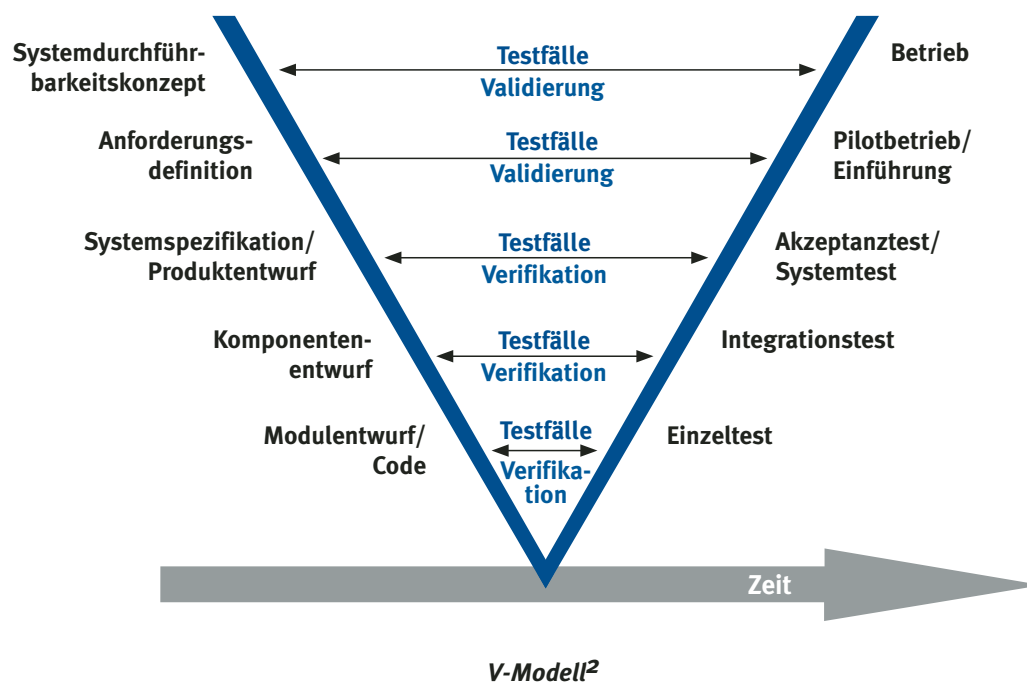 Systemdurchführ-
barkeitskonzept
Testfälle
Validierung
Betrieb
Anforderungs-
definition
Testfälle
Validierung
Pilotbetrieb/
Einführung
Systemspezifikation/
Produktentwurf
Testfälle
Verifikation
Akzeptanztest/
Systemtest
Komponenten-
entwurf
Testfälle
Verifikation
Integrationstest
Modulentwurf/
Code
Testfälle
Verifika-
tion
Einzeltest
Zeit
V-Modell²